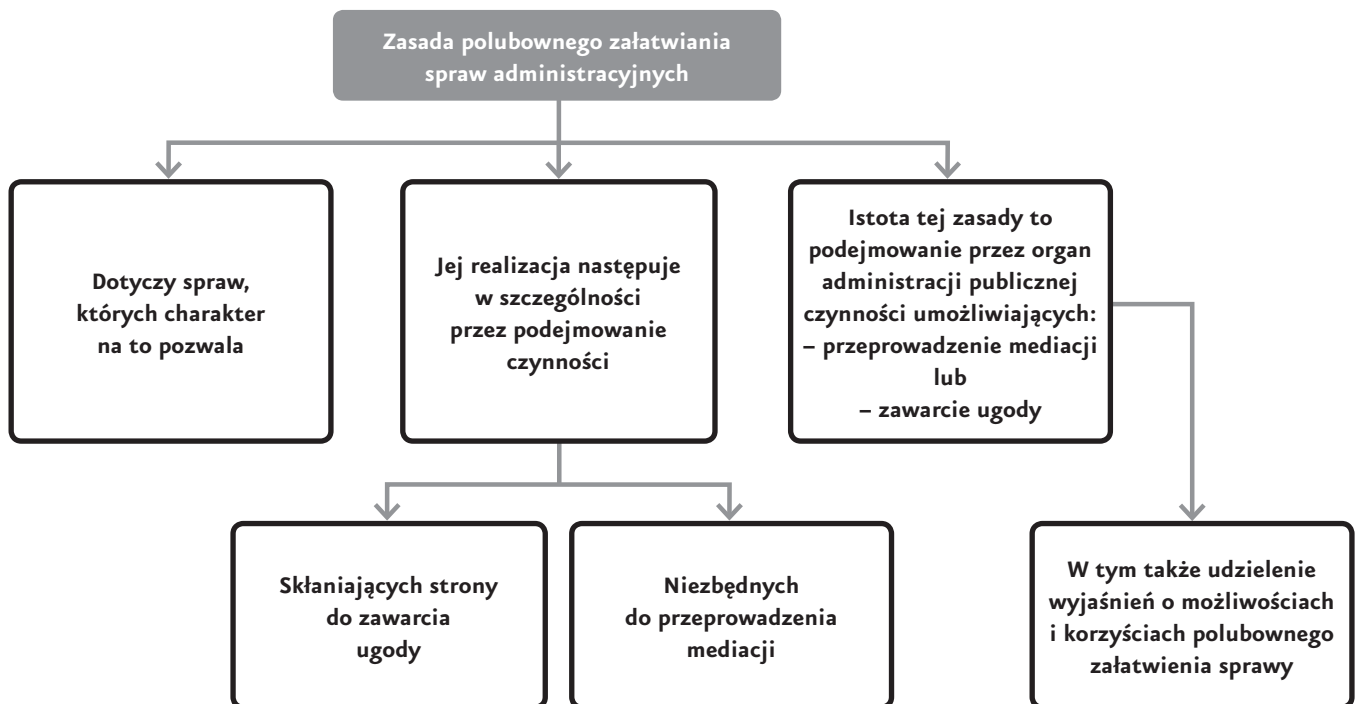 Zasada polubownego załatwiania
spraw administracyjnych
Dotyczy spraw,
których charakter
na to pozwala
Jej realizacja następuje
w szczególności
przez podejmowanie
czynności
Istota tej zasady to
podejmowanie przez organ
administracji publicznej
czynności umożliwiających:
– przeprowadzenie mediacji
lub
– zawarcie ugody
Skłaniających strony
do zawarcia
ugody
Niezbędnych
do przeprowadzenia
mediacji
W tym także udzielenie
wyjaśnień o możliwościach
i korzyściach polubownego
załatwienia sprawy